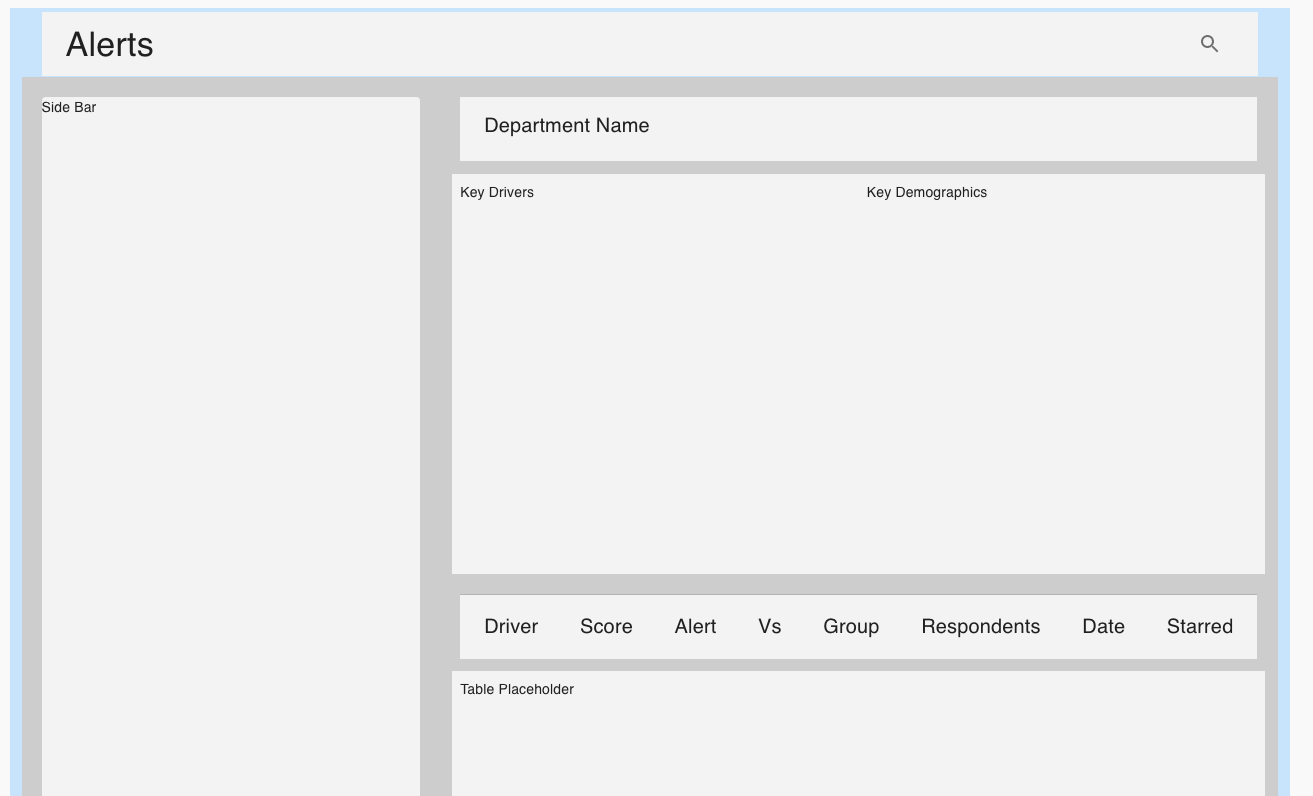 Alerts
Side Bar
Department Name
Key Drivers
Key Demographics
Driver Score Alert Vs Group Respondents Date Starred
Table Placeholder